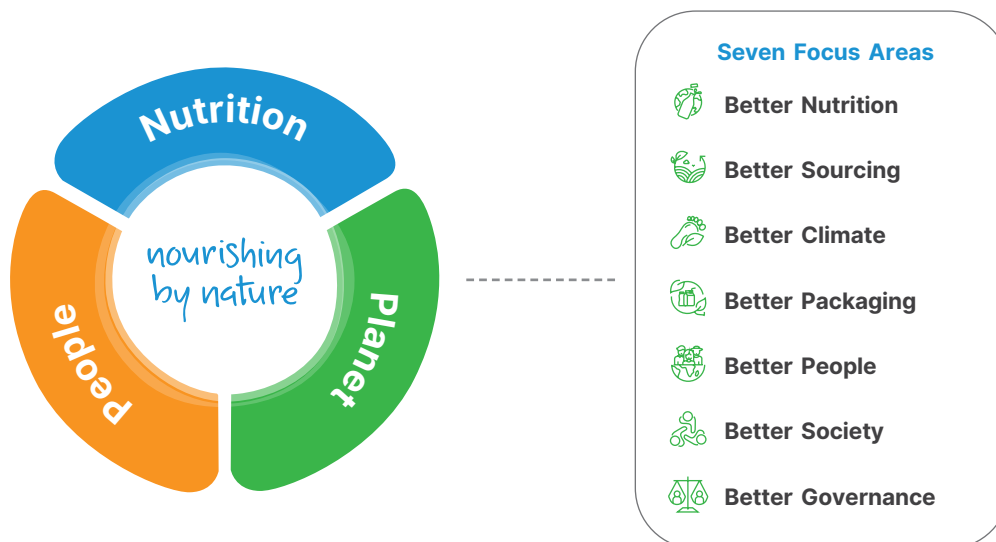 Nutrition
People
Planet
nourishing
by nature
Seven Focus Areas
Better Nutrition
Better Sourcing
Better Climate
Better Packaging
Better People
Better Society
Better Governance